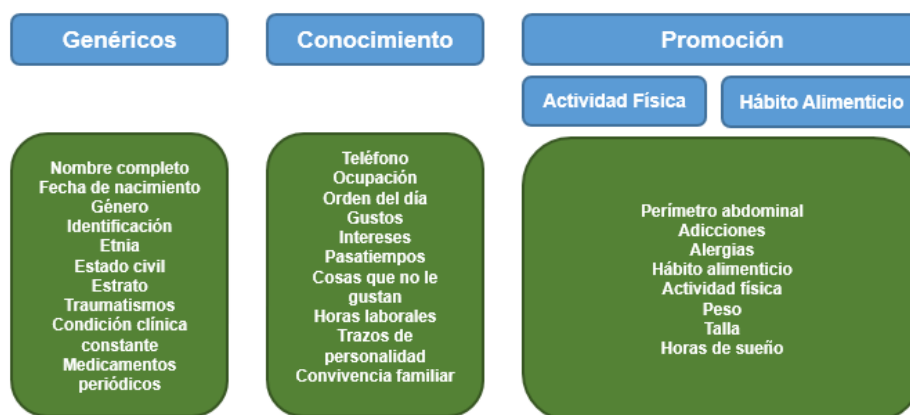 Genéricos
Conocimiento
Promoción
Actividad Física
Hábito Alimenticio
Nombre completo
Fecha de nacimiento
Género
Identificación
Etnia
Estado civil
Estrato
Traumatismos
Condición clínica
constante
Medicamentos
periódicos
Teléfono
Ocupación
Orden del día
Gustos
Intereses
Pasatiempos
Cosas que no le
gustan
Horas laborales
Trazos de
personalidad
Convivencia familiar
Perímetro abdominal
Adicciones
Alergias
Hábito alimenticio
Actividad física
Peso
Talla
Horas de sueño